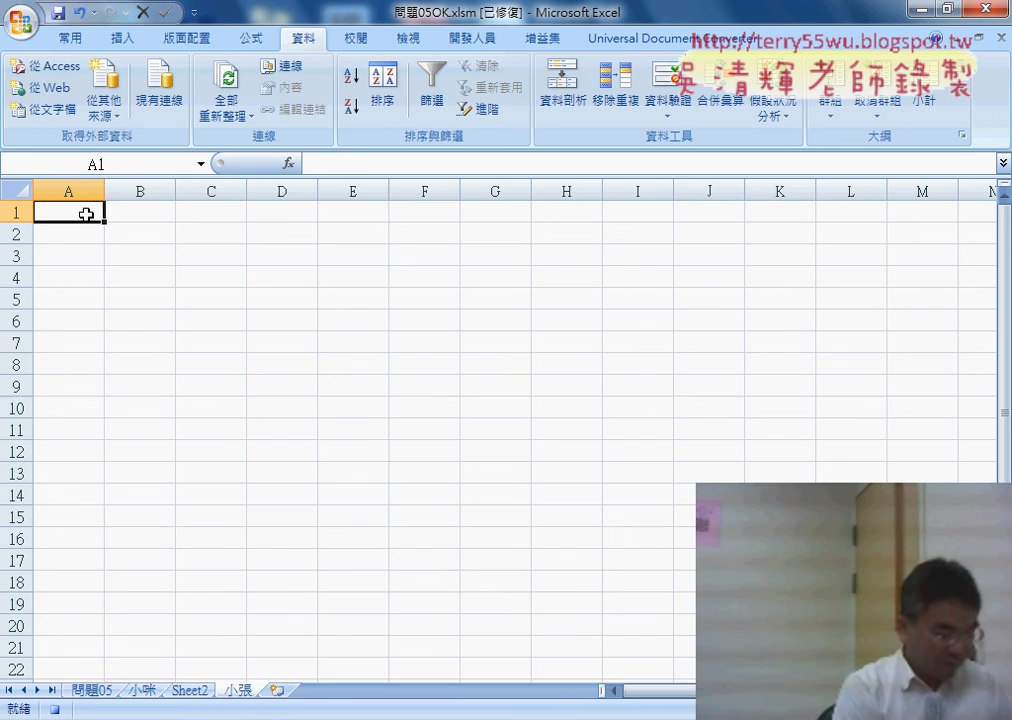 問題05OK.xlsm [已修復] - Microsoft Excel
常用 插入 版面配置 公式 資料 校閱 檢視 開發人員 增益集 Universal Document Converter
http://terry55wu.blogspot.tw
吳清輝老師錄製
從 Access
從 Web
從文字檔
從其他來源
現有連線
取得外部資料
全部重新整理
連線
內容
編輯連結
連線
排序
篩選
清除
重新套用
進階
排序與篩選
資料剖析
移除重複
資料驗證
合併彙算
假設狀況分析
資料工具
群組
取消群組
小計
大綱
A1
fx
A B C D E F G H I J K L M N
1
2
3
4
5
6
7
8
9
10
11
12
13
14
15
16
17
18
19
20
21
22
問題05 小咪 Sheet2 小張
就緒